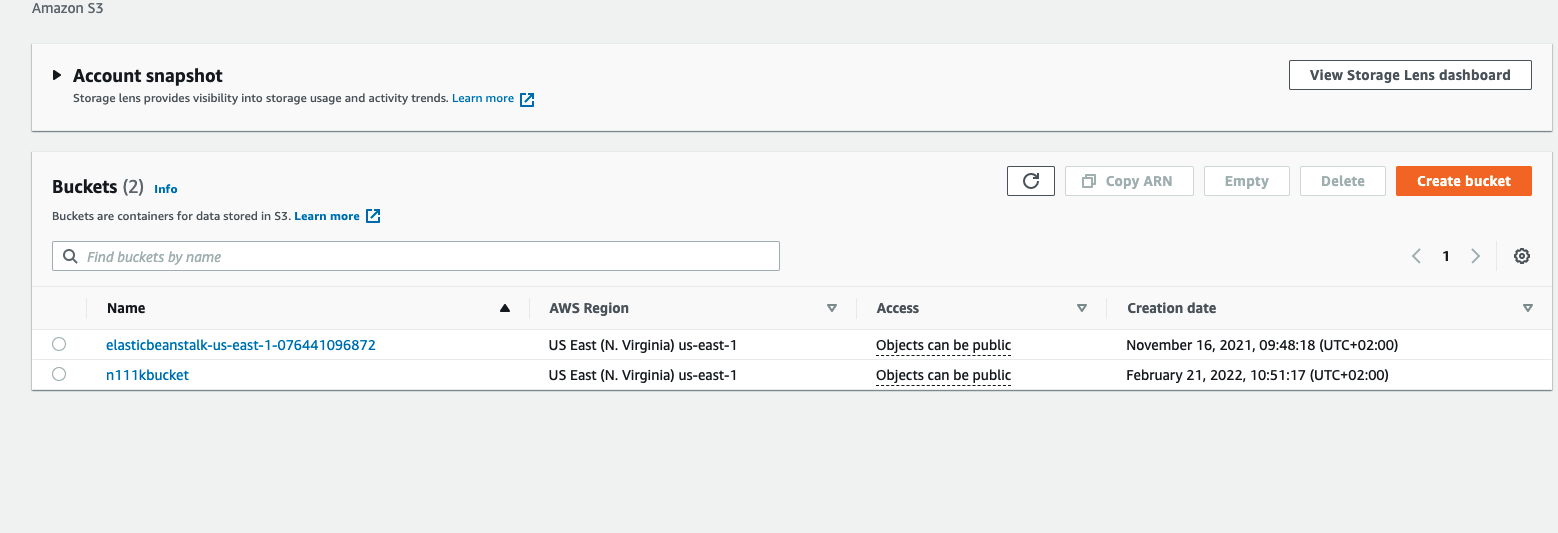 Amazon S3
Account snapshot
View Storage Lens dashboard
Storage lens provides visibility into storage usage and activity trends. Learn more
Buckets (2) Info
Copy ARN Empty Delete Create bucket
Buckets are containers for data stored in S3. Learn more
Find buckets by name
1
Name AWS Region Access Creation date
elasticbeanstalk-us-east-1-076441096872 US East (N. Virginia) us-east-1 Objects can be public November 16, 2021, 09:48:18 (UTC+02:00)
n111kbucket US East (N. Virginia) us-east-1 Objects can be public February 21, 2022, 10:51:17 (UTC+02:00)